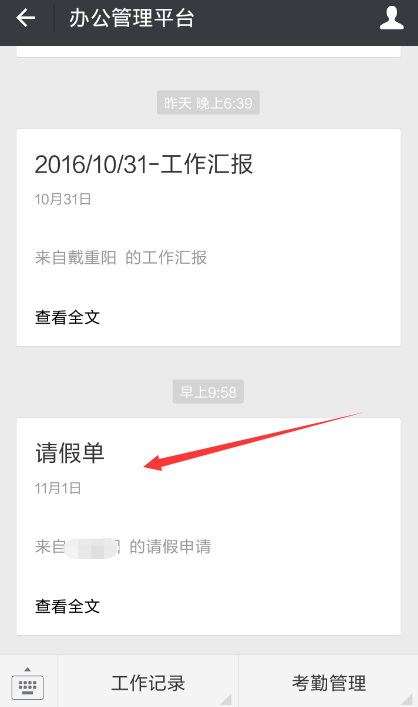 办公管理平台
昨天 晚上6:39
2016/10/31-工作汇报
10月31日
来自戴重阳 的工作汇报
查看全文
早上9:58
请假单
11月1日
来自 的请假申请
查看全文
工作记录
考勤管理